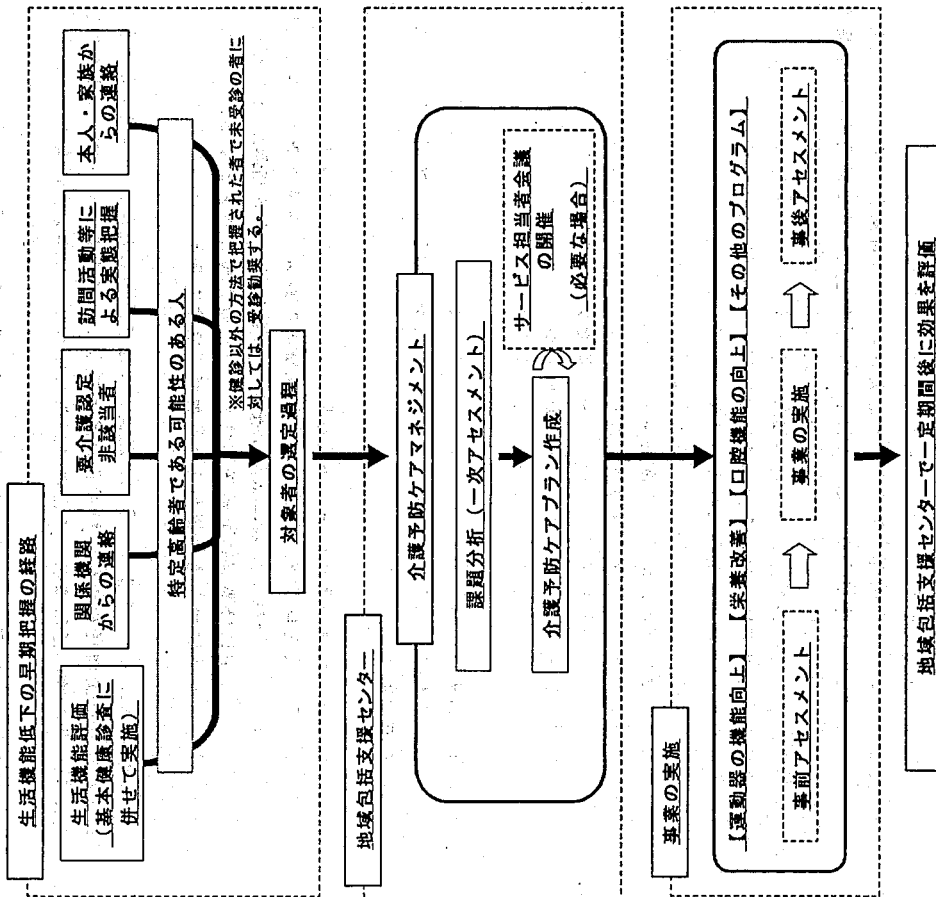 生活機能低下の早期把握の経路
生活機能評価
（基本健康診査に
併せて実施）
関係機関
からの連絡
要介護認定
非該当者
訪問活動等に
よる実態把握
本人・家族か
らの連絡
特定高齢者である可能性のある人
※健診以外の方法で把握された者で未受診の者に
対しては、受診勧奨する。
対象者の選定過程
地域包括支援センター
介護予防ケアマネジメント
課題分析（一次アセスメント）
介護予防ケアプラン作成
サービス担当者会議
の開催
（必要な場合）
事業の実施
【運動器の機能向上】【栄養改善】【口腔機能の向上】【その他のプログラム】
事前アセスメント
事業の実施
事後アセスメント
地域包括支援センターで一定期間後に効果を評価